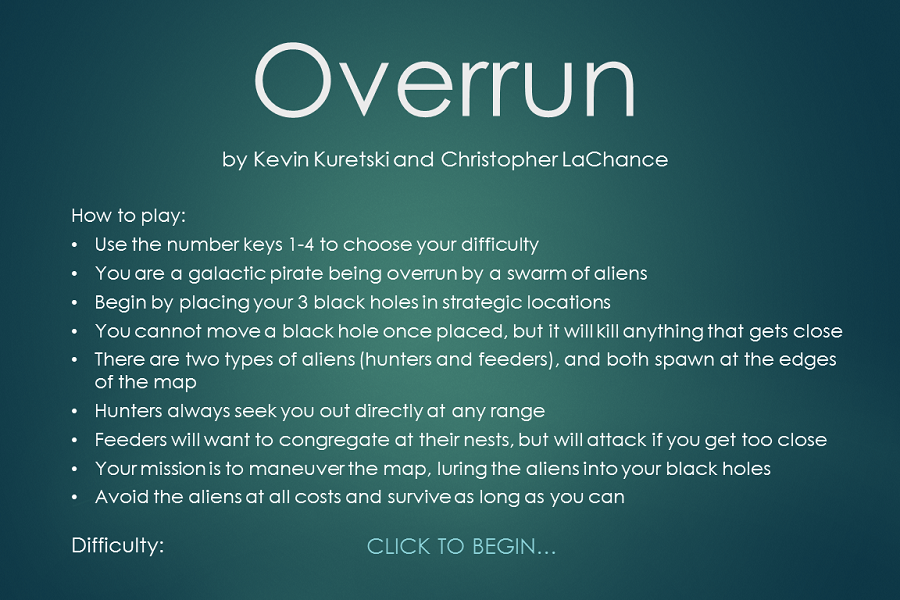 Overrun
by Kevin Kuretski and Christopher LaChance
How to play:
• Use the number keys 1-4 to choose your difficulty
• You are a galactic pirate being overrun by a swarm of aliens
• Begin by placing your 3 black holes in strategic locations
• You cannot move a black hole once placed, but it will kill anything that gets close
• There are two types of aliens (hunters and feeders), and both spawn at the edges
of the map
• Hunters always seek you out directly at any range
• Feeders will want to congregate at their nests, but will attack if you get too close
• Your mission is to maneuver the map, luring the aliens into your black holes
• Avoid the aliens at all costs and survive as long as you can
Difficulty:
CLICK TO BEGIN...